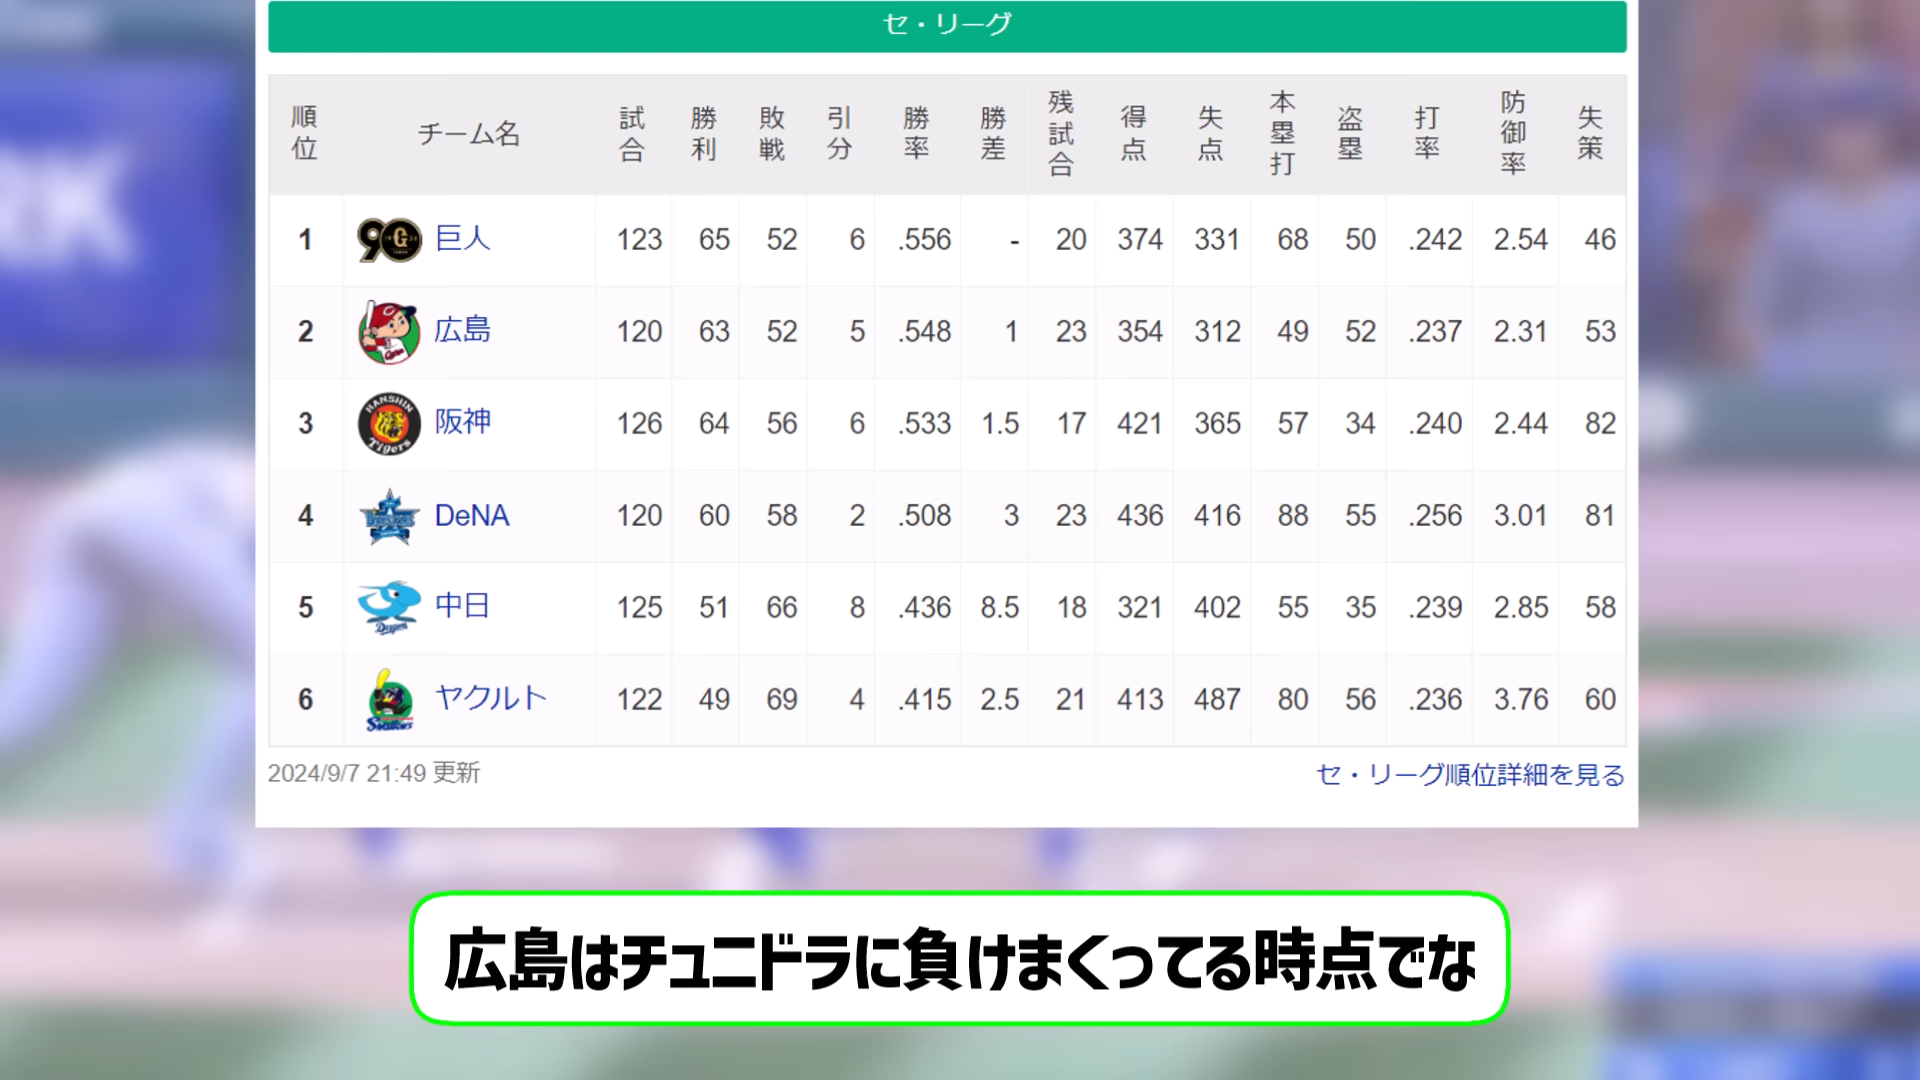 セ・リーグ
順位 チーム名 試合 勝利 敗戦 引分 勝率 勝差 残試合 得点 失点 本塁打 盗塁 打率 防御率 失策
1 巨人 123 65 52 6 .556 - 20 374 331 68 50 .242 2.54 46
2 広島 120 63 52 5 .548 1 23 354 312 49 52 .237 2.31 53
3 阪神 126 64 56 6 .533 1.5 17 421 365 57 34 .240 2.44 82
4 DeNA 120 60 58 2 .508 3 23 436 416 88 55 .256 3.01 81
5 中日 125 51 66 8 .436 8.5 18 321 402 55 35 .239 2.85 58
6 ヤクルト 122 49 69 4 .415 2.5 21 413 487 80 56 .236 3.76 60
2024/9/7 21:49 更新 セ・リーグ順位詳細を見る
広島はチュニドラに負けまくってる時点でな